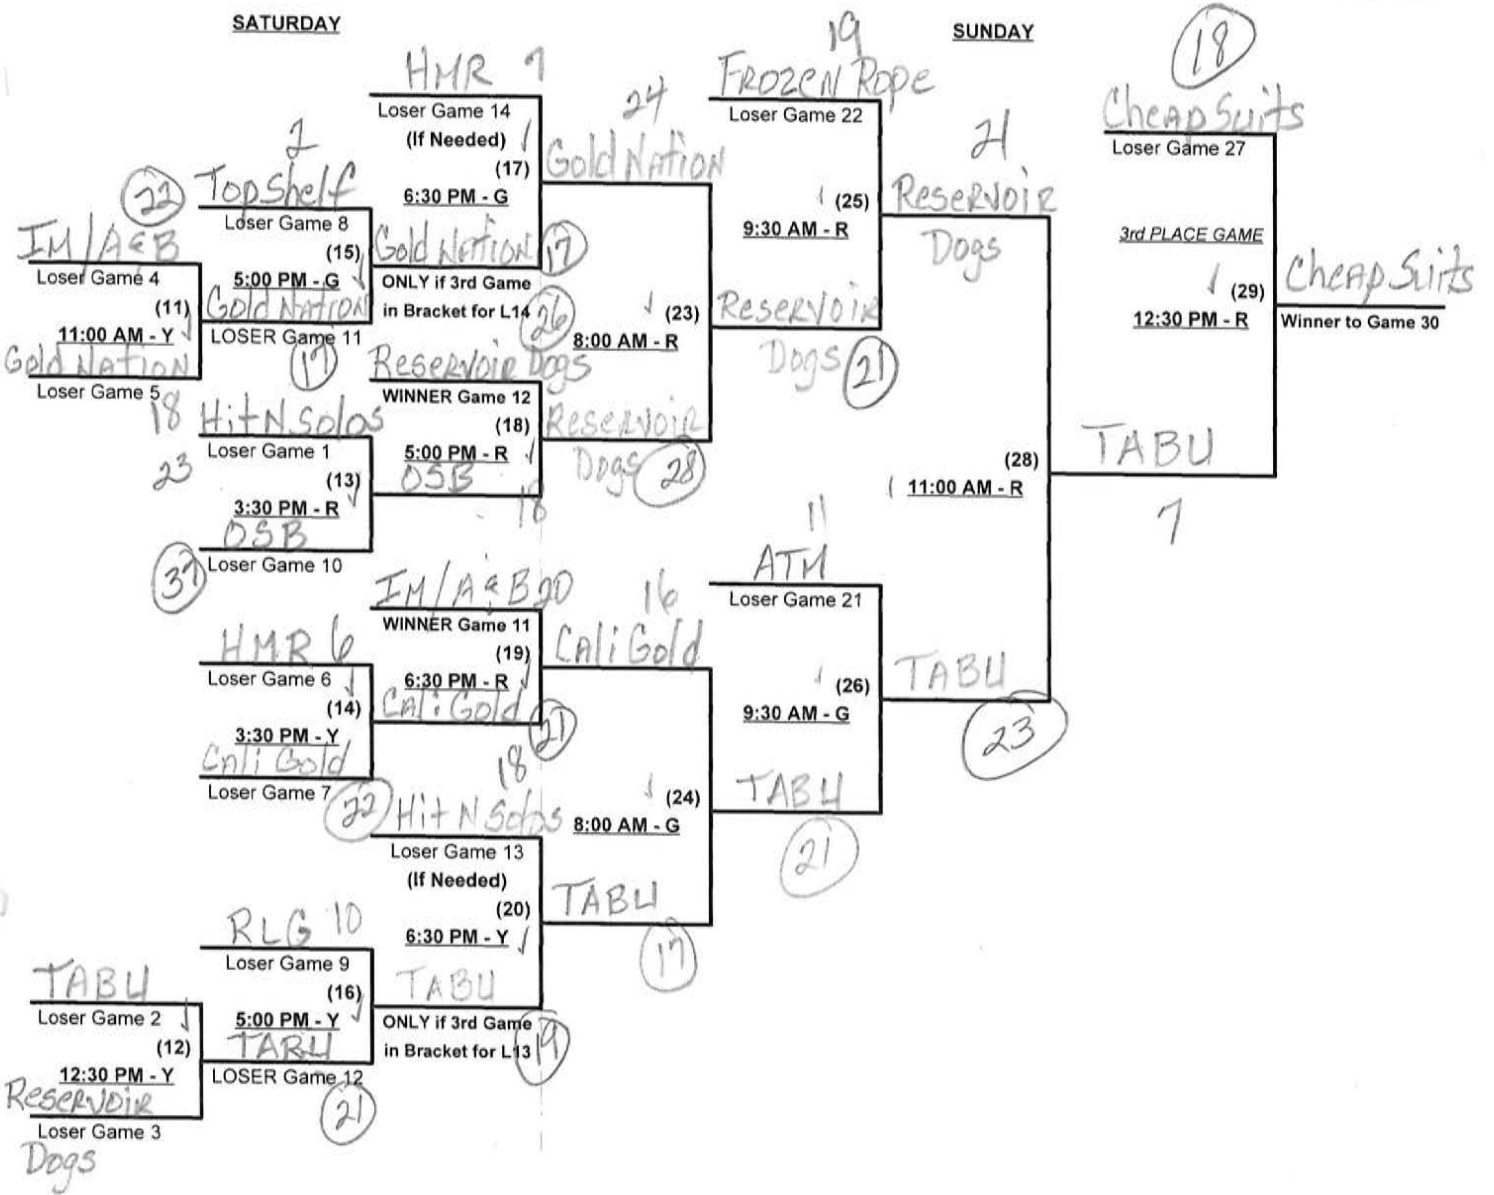 SATURDAY
SUNDAY
19
18
HMR 7
Loser Game 14
(If Needed)
(17)
6:30 PM - G
Gold Nation 17
ONLY if 3rd Game
in Bracket for L14
26
24
Gold Nation
Frozen Rope
Loser Game 22
(25)
9:30 AM - R
21
Reservoir
Dogs
Cheap Suits
Loser Game 27
3rd PLACE GAME
(29)
12:30 PM - R
Cheap Suits
Winner to Game 30
2
22
Top Shelf
Loser Game 8
(15)
5:00 PM - G
Gold Nation
LOSER Game 11
17
IM/A&B
Loser Game 4
(11)
11:00 AM - Y
Gold Nation
Loser Game 5
18
Hit N Solos
Loser Game 1
23
(13)
3:30 PM - R
OSB
Loser Game 10
37
Reservoir Dogs
WINNER Game 12
(18)
5:00 PM - R
OSB
18
(23)
8:00 AM - R
Reservoir
Dogs 21
Reservoir
Dogs 28
(28)
11:00 AM - R
TABU
7
IM/A&B 20
WINNER Game 11
(19)
6:30 PM - R
Cali Gold
21
HMR 6
Loser Game 6
(14)
3:30 PM - Y
Cali Gold
Loser Game 7
22
16
Cali Gold
11
ATM
Loser Game 21
(26)
9:30 AM - G
TABU
23
18
Hit N Solos
Loser Game 13
(If Needed)
(20)
6:30 PM - Y
TABU
ONLY if 3rd Game
in Bracket for L13
19
(24)
8:00 AM - G
TABU
21
TABU
17
RLG 10
Loser Game 9
(16)
5:00 PM - Y
TABU
LOSER Game 12
21
TABU
Loser Game 2
(12)
12:30 PM - Y
Reservoir
Loser Game 3
Dogs